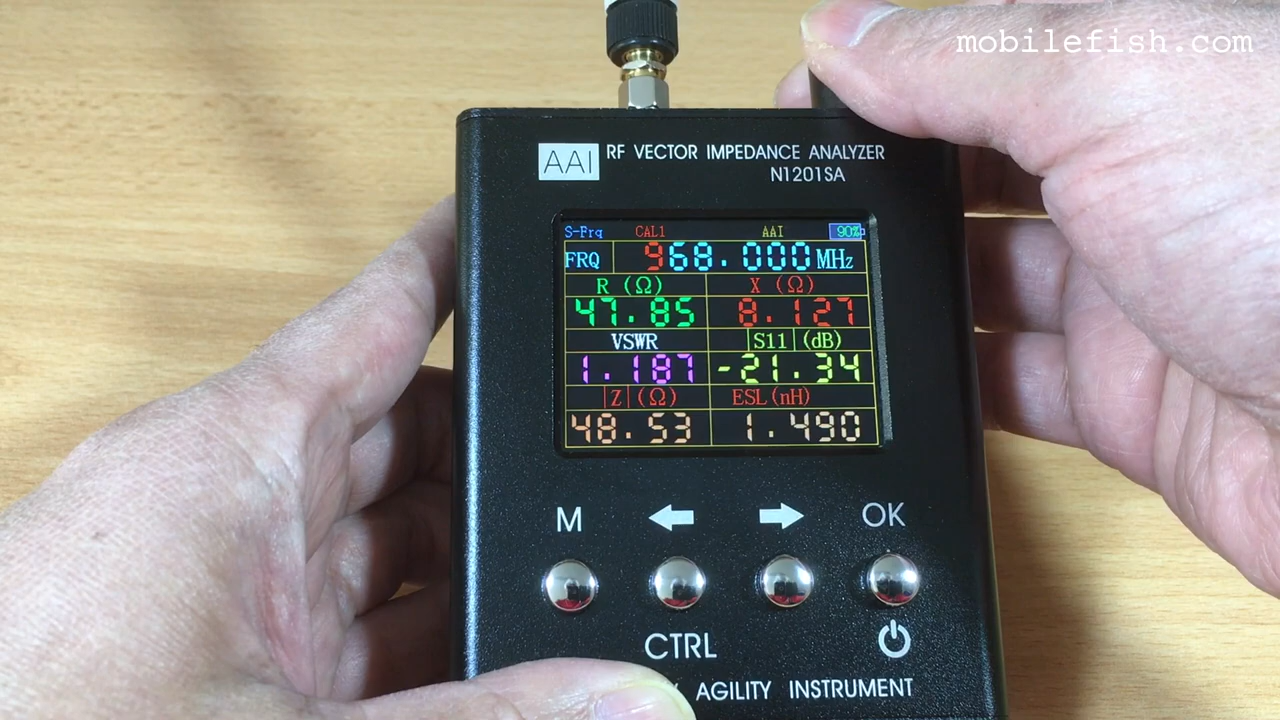 mobilefish.com
AAI RF VECTOR IMPEDANCE ANALYZER
N1201SA
S-Frq CAL1 AAI 90%
FRQ 968.000 MHz
R (Ω) X (Ω)
47.85 8.127
VSWR |S11| (dB)
1.187 -21.34
|Z| (Ω) ESL (nH)
48.53 1.490
M OK
CTRL
AGILITY INSTRUMENT